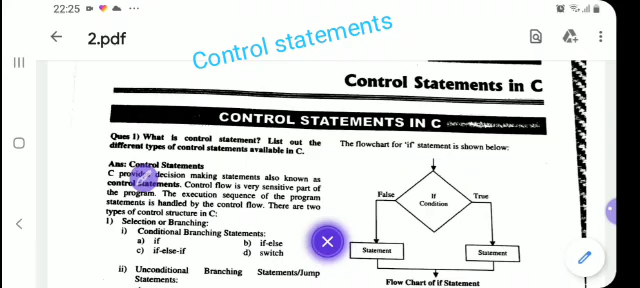 22:25
2.pdf
Control statements
Control Statements in C
CONTROL STATEMENTS IN C
Ques 1) What is control statement? List out the
different types of control statements available in C.
Ans: Control Statements
C provides decision making statements also known as
control statements. Control flow is very sensitive part of
the program. The execution sequence of the program
statements is handled by the control flow. There are two
types of control structure in C:
1) Selection or Branching:
i) Conditional Branching Statements:
a) if b) if-else
c) if-else-if d) switch
ii) Unconditional Branching Statements/Jump
Statements:
The flowchart for 'if' statement is shown below:
False
If
Condition
True
Statement
Statement
Flow Chart of if Statement